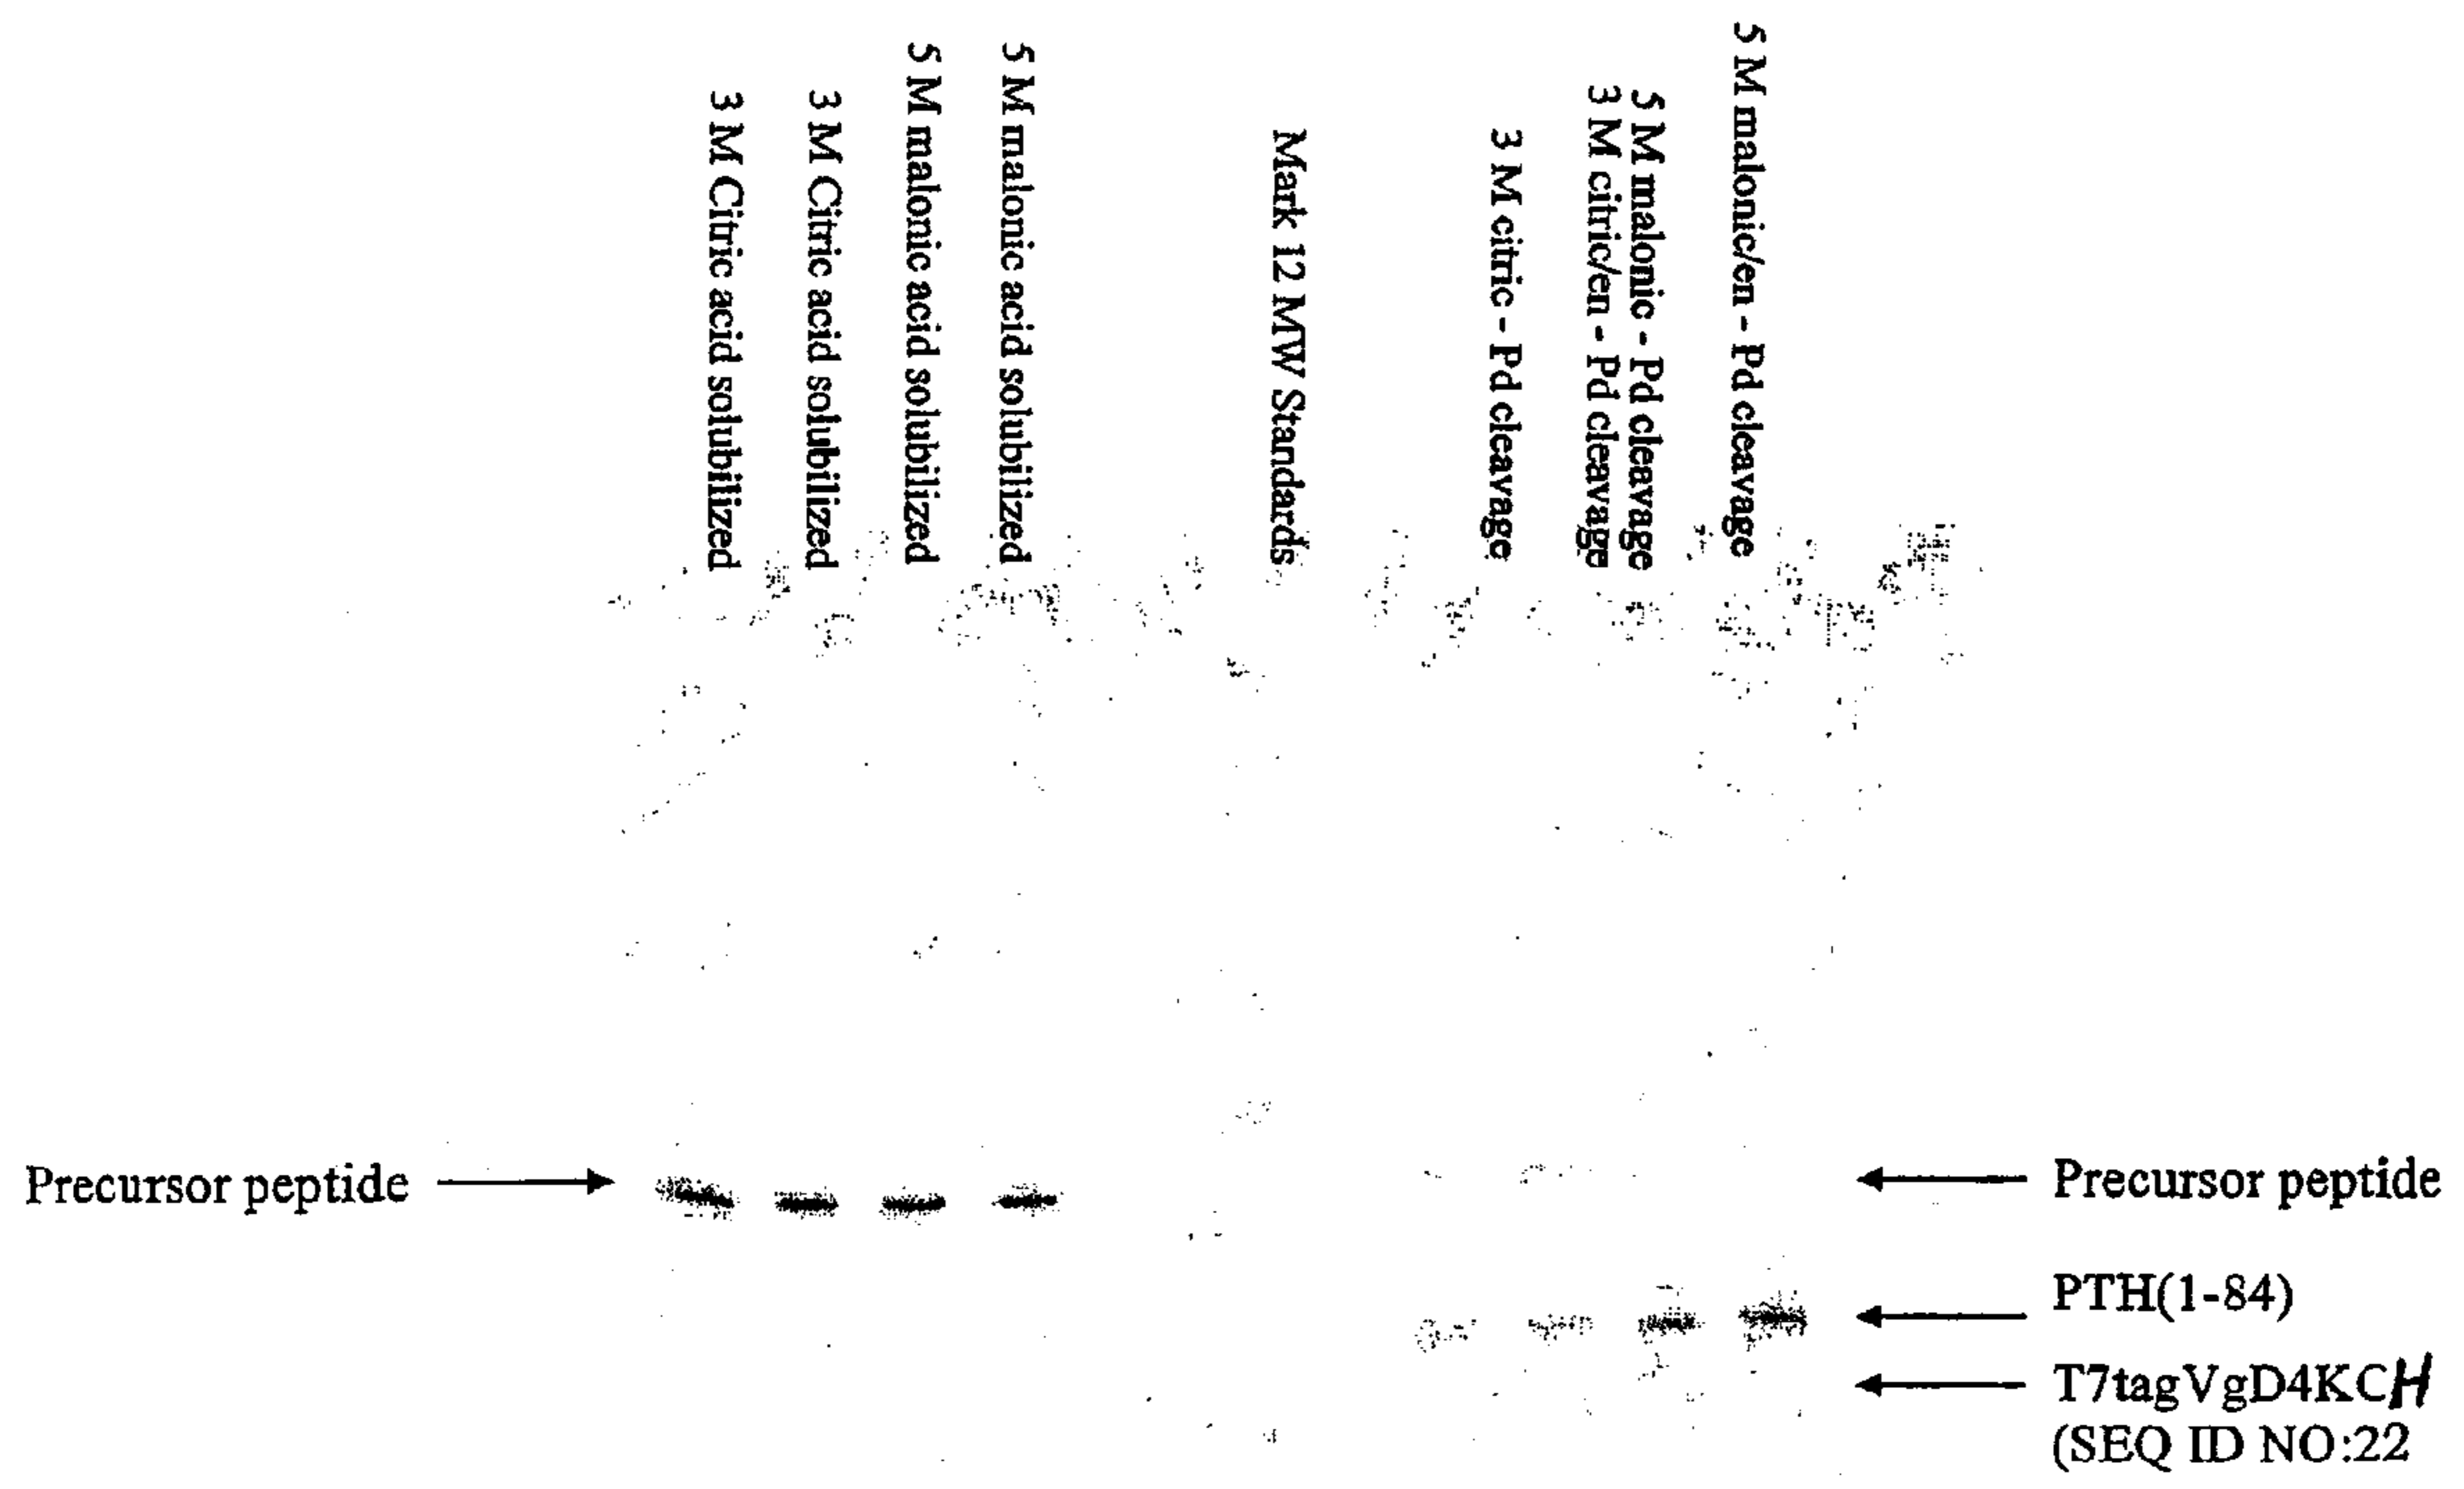 3 M Citric acid solubilized
3 M Citric acid solubilized
5 M malonic acid solubilized
5 M malonic acid solubilized
Mark 12 MW Standards
3 M citric - Pd cleavage
3 M citric/en - Pd cleavage
5 M malonic - Pd cleavage
5 M malonic/en - Pd cleavage
Precursor peptide
Precursor peptide
PTH(1-84)
T7tagVgD4KCH
(SEQ ID NO:22